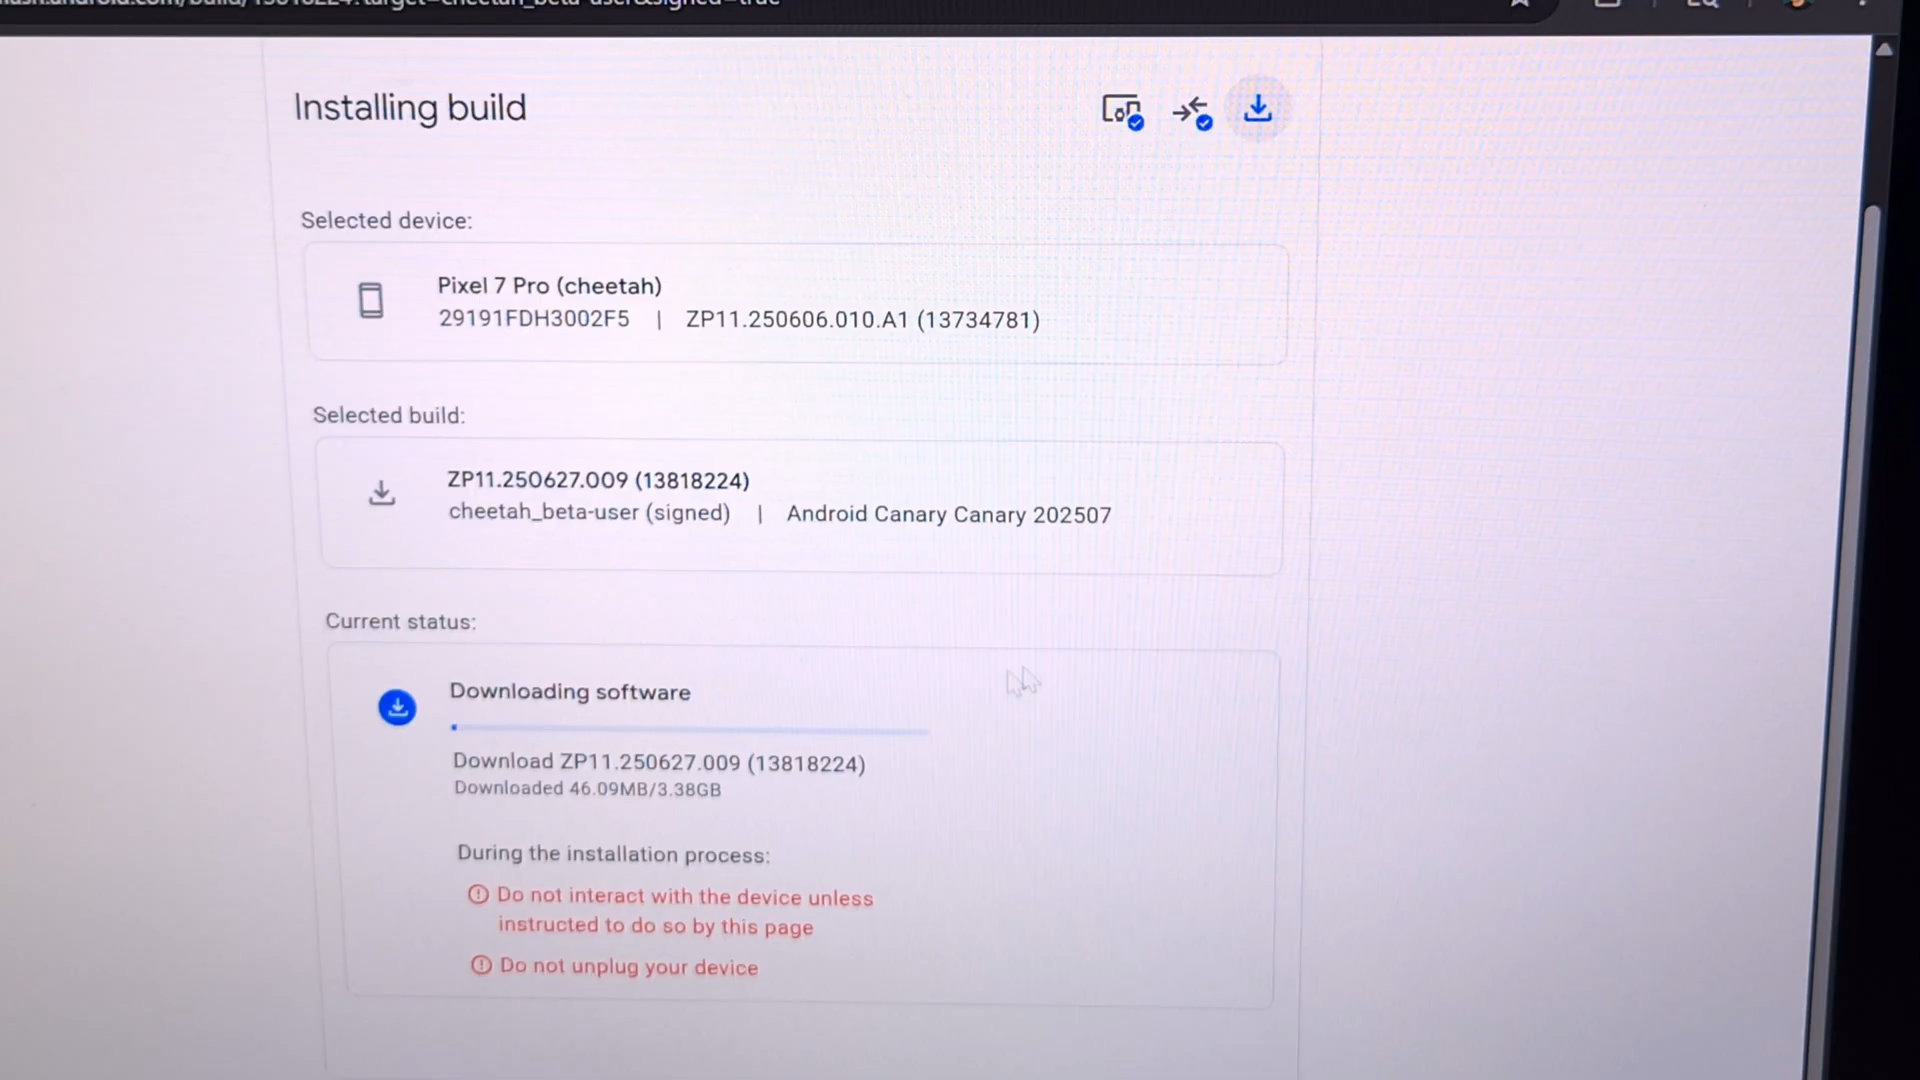 Installing build
Selected device:
Pixel 7 Pro (cheetah)
29191FDH3002F5 | ZP11.250606.010.A1 (13734781)
Selected build:
ZP11.250627.009 (13818224)
cheetah_beta-user (signed) | Android Canary Canary 202507
Current status:
Downloading software
Download ZP11.250627.009 (13818224)
Downloaded 46.09MB/3.38GB
During the installation process:
Do not interact with the device unless
instructed to do so by this page
Do not unplug your device